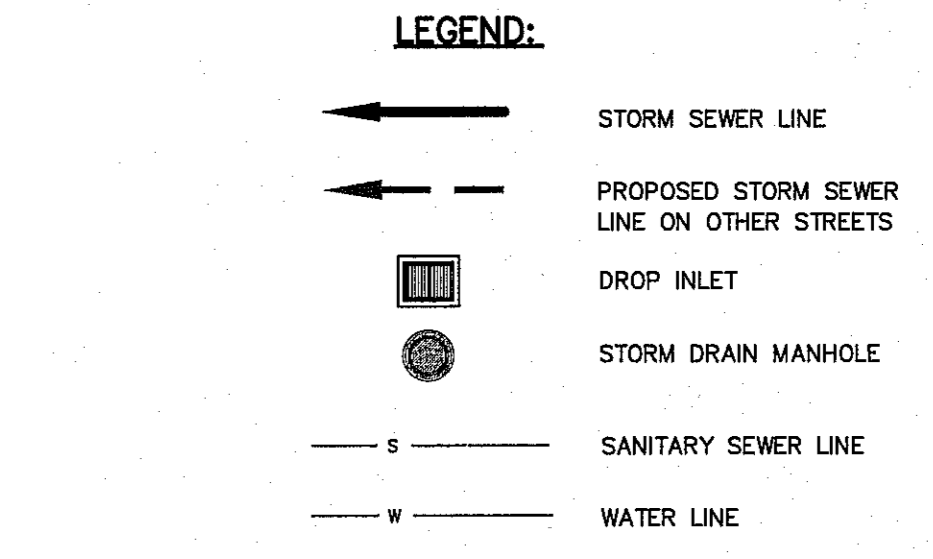 LEGEND:
STORM SEWER LINE
PROPOSED STORM SEWER
LINE ON OTHER STREETS
DROP INLET
STORM DRAIN MANHOLE
S SANITARY SEWER LINE
W WATER LINE